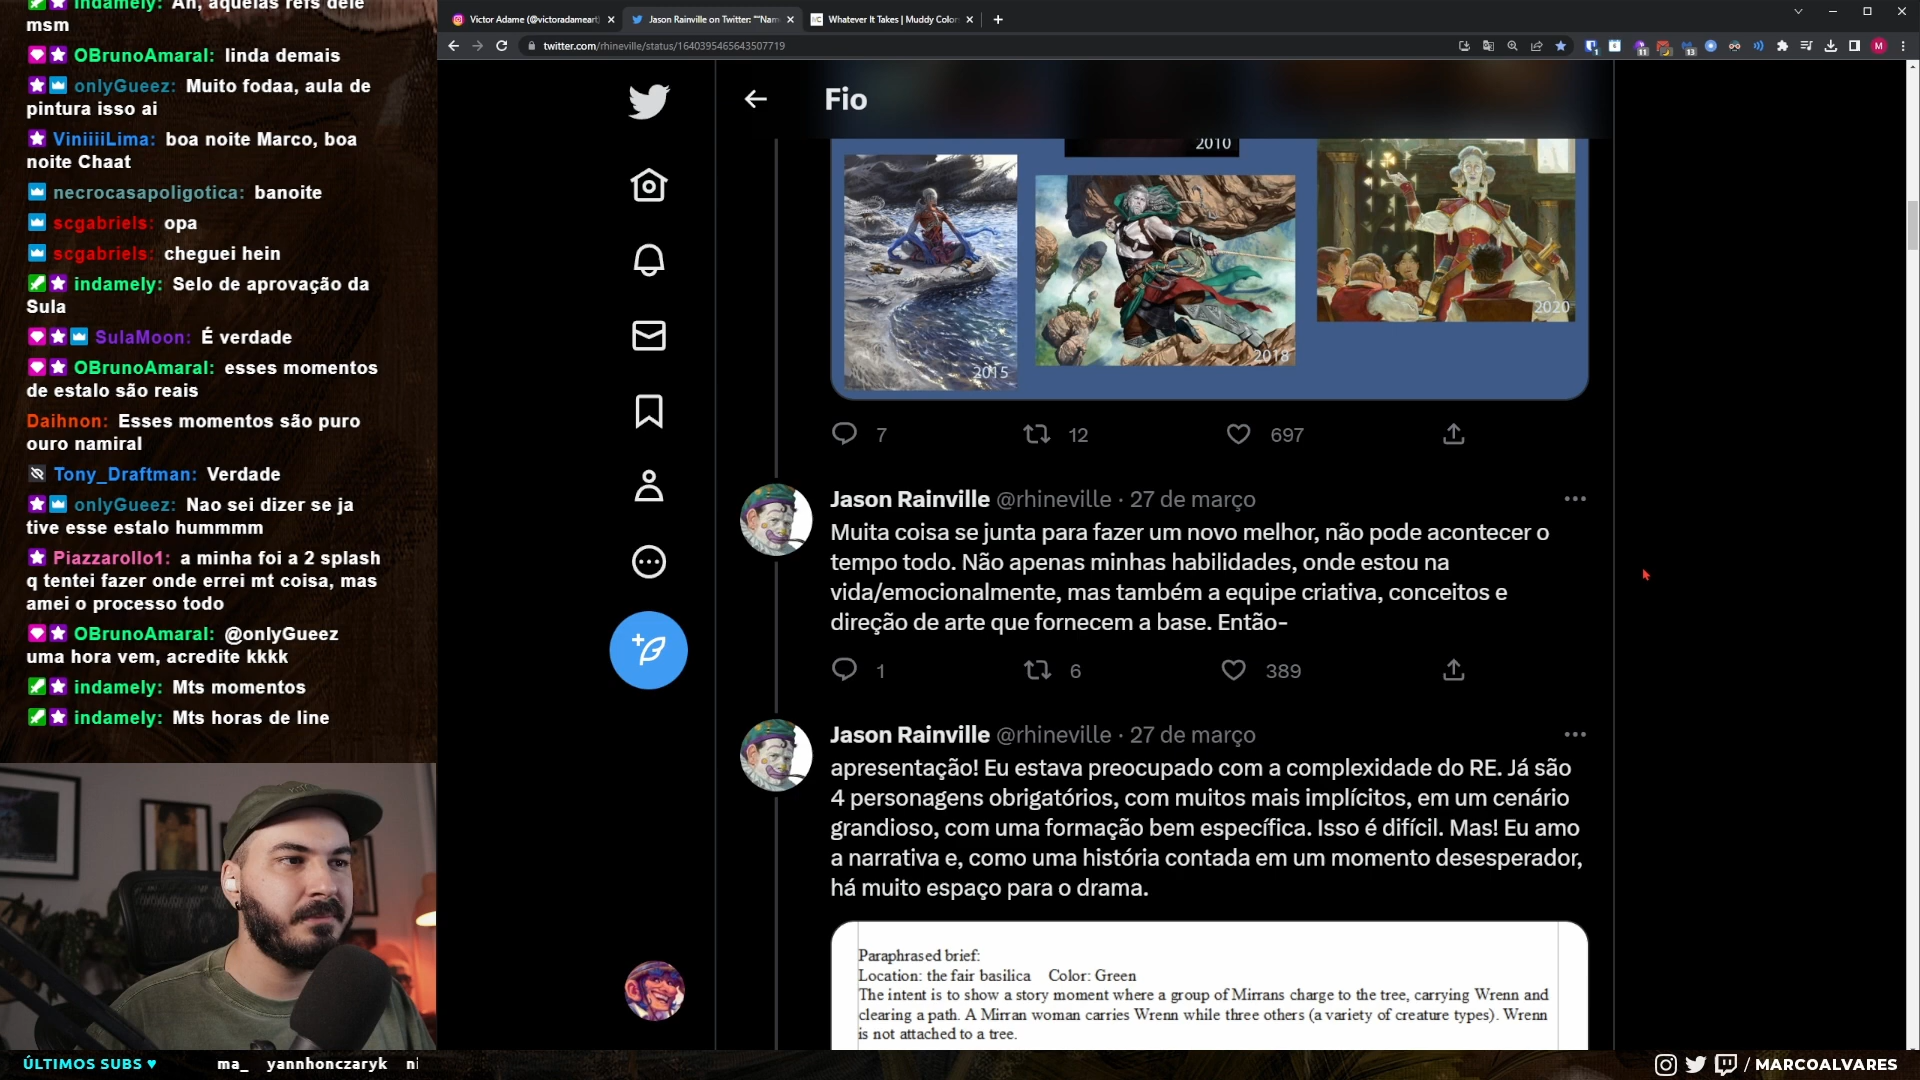 indamely: Ah, aquelas refs dele
msm
OBrunoAmaral: linda demais
onlyGueez: Muito fodaa, aula de
pintura isso ai
ViniiiiLima: boa noite Marco, boa
noite Chaat
necrocasapoligotica: banoite
scgabriels: opa
scgabriels: cheguei hein
indamely: Selo de aprovação da
Sula
SulaMoon: É verdade
OBrunoAmaral: esses momentos
de estalo são reais
Daihnon: Esses momentos são puro
ouro namiral
Tony_Draftman: Verdade
onlyGueez: Nao sei dizer se ja
tive esse estalo hummmm
Piazzarollo1: a minha foi a 2 splash
q tentei fazer onde errei mt coisa, mas
amei o processo todo
OBrunoAmaral: @onlyGueez
uma hora vem, acredite kkkk
indamely: Mts momentos
indamely: Mts horas de line
ÚLTIMOS SUBS ♥ ma_ yannhonczaryk
Victor Adame (@victoradameart)
Jason Rainville on Twitter: ""Nam
Whatever It Takes | Muddy Color
twitter.com/rhineville/status/1640395465643507719
11
13
M
Fio
2010
2015
2018
2020
7 12 697
Jason Rainville @rhineville · 27 de março
Muita coisa se junta para fazer um novo melhor, não pode acontecer o
tempo todo. Não apenas minhas habilidades, onde estou na
vida/emocionalmente, mas também a equipe criativa, conceitos e
direção de arte que fornecem a base. Então-
1 6 389
Jason Rainville @rhineville · 27 de março
apresentação! Eu estava preocupado com a complexidade do RE. Já são
4 personagens obrigatórios, com muitos mais implícitos, em um cenário
grandioso, com uma formação bem específica. Isso é difícil. Mas! Eu amo
a narrativa e, como uma história contada em um momento desesperador,
há muito espaço para o drama.
Paraphrased brief:
Location: the fair basilica Color: Green
The intent is to show a story moment where a group of Mirrans charge to the tree, carrying Wrenn and
clearing a path. A Mirran woman carries Wrenn while three others (a variety of creature types). Wrenn
is not attached to a tree.
/ MARCOALVARES